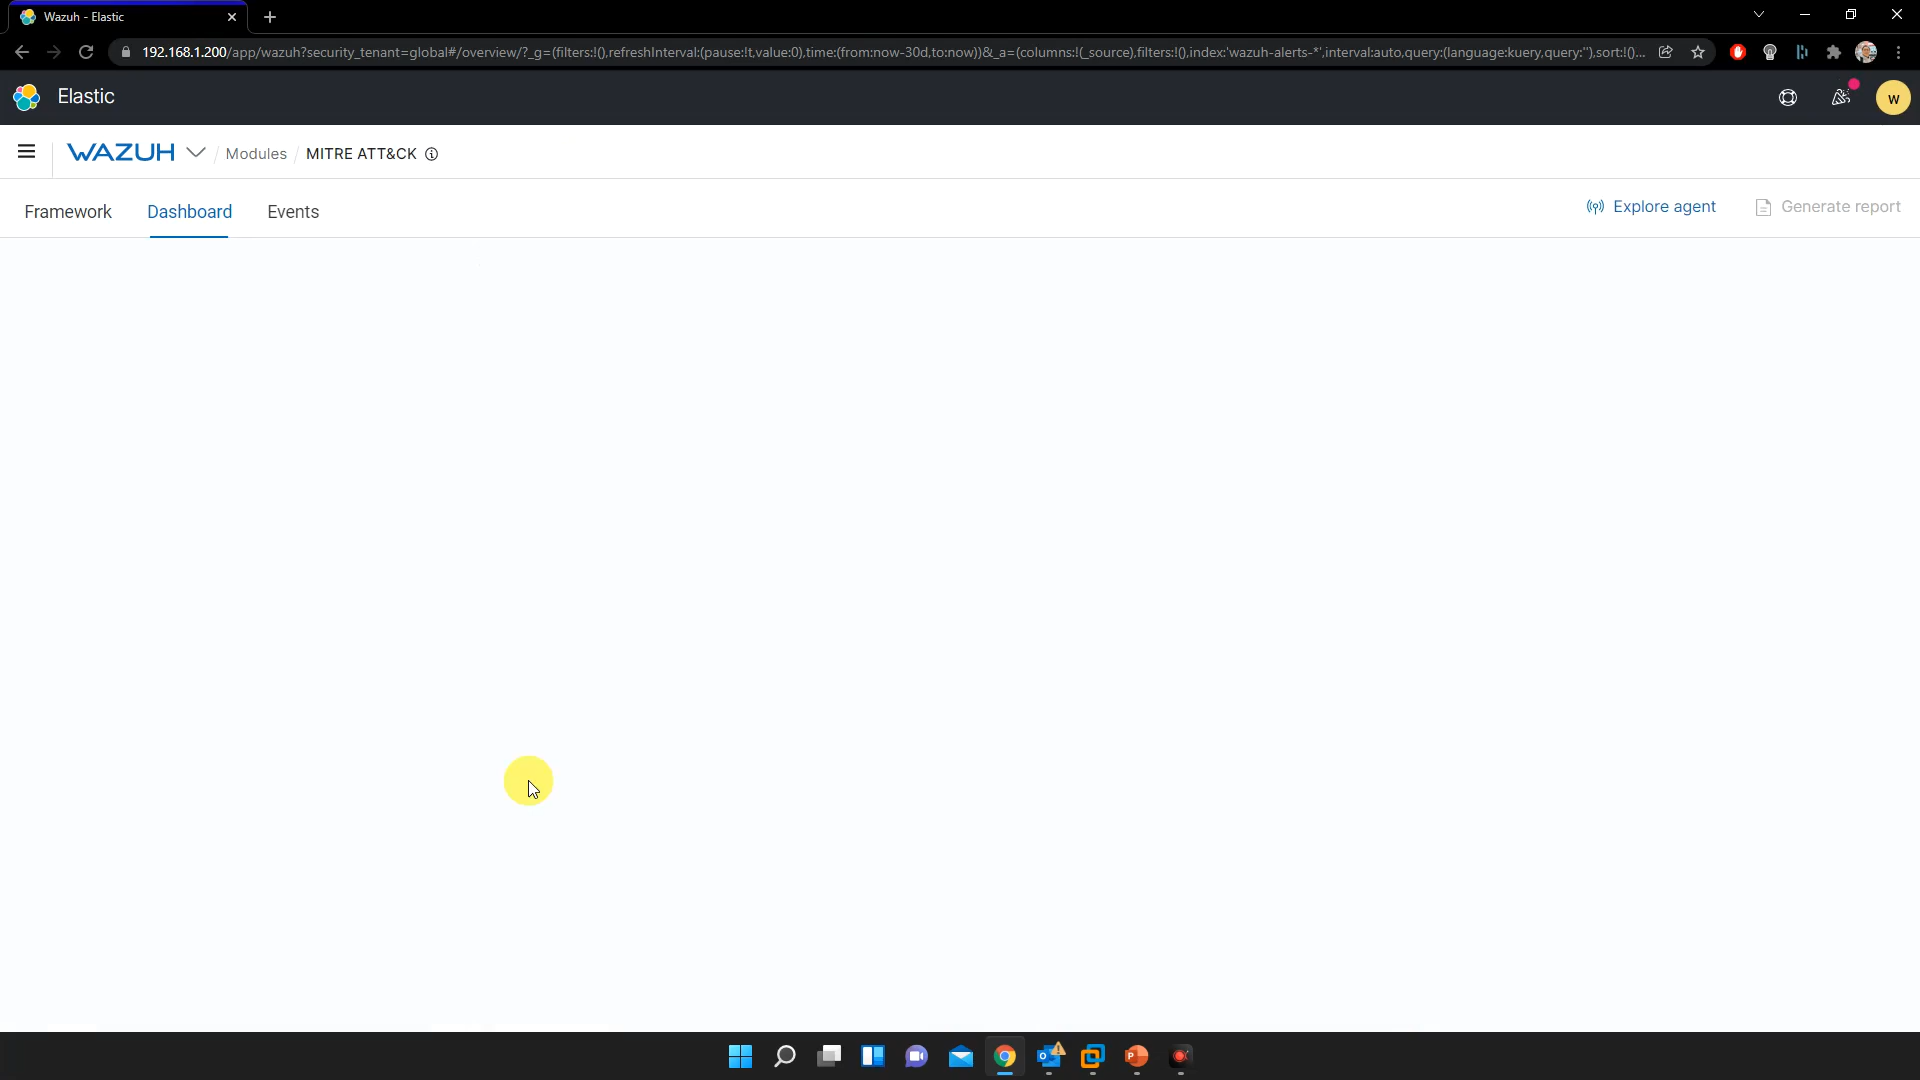 Wazuh - Elastic
192.168.1.200/app/wazuh?security_tenant=global#/overview/?_g=(filters:!(),refreshInterval:(pause:!t,value:0),time:(from:now-30d,to:now))&_a=(columns:!(_source),filters:!(),index:'wazuh-alerts-*',interval:auto,query:(language:kuery,query:''),sort:!()...
Elastic
w
WAZUH / Modules / MITRE ATT&CK
Framework Dashboard Events Explore agent Generate report